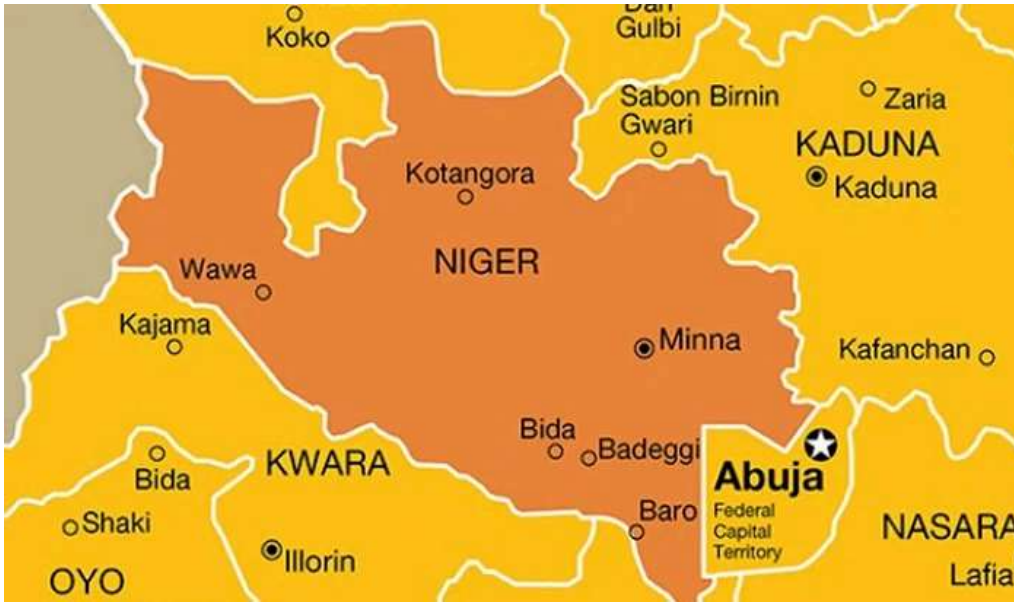 Koko
Dan
Gulbi
Sabon Birnin
Gwari
Zaria
KADUNA
Kaduna
Kotangora
NIGER
Wawa
Kajama
Minna
Kafanchan
Bida
Badeggi
KWARA
Bida
Abuja
Federal
Capital
Territory
Baro
Shaki
Illorin
OYO
NASARA
Lafia